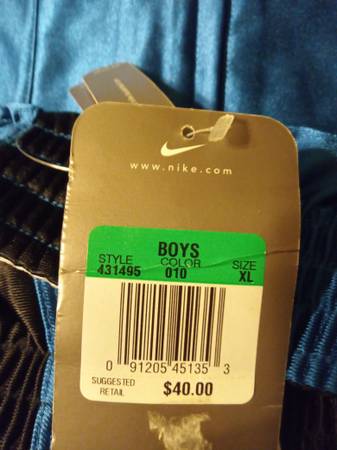 www.nike.com
BOYS
STYLE COLOR SIZE
431495 010 XL
0 91205 45135 3
SUGGESTED
RETAIL $40.00